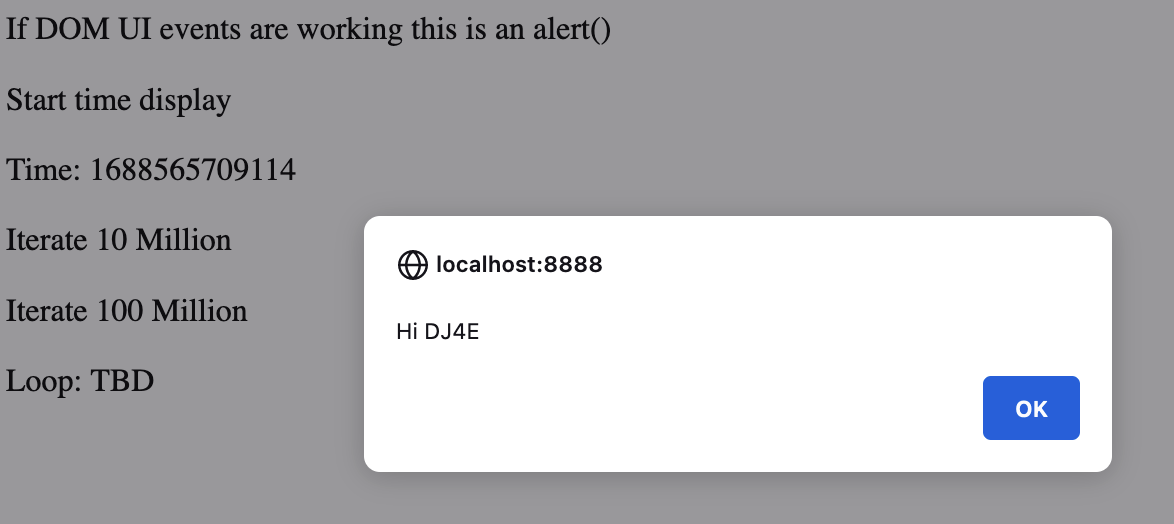 If DOM UI events are working this is an alert()
Start time display
Time: 1688565709114
Iterate 10 Million
Iterate 100 Million
Loop: TBD
localhost:8888
Hi DJ4E
OK